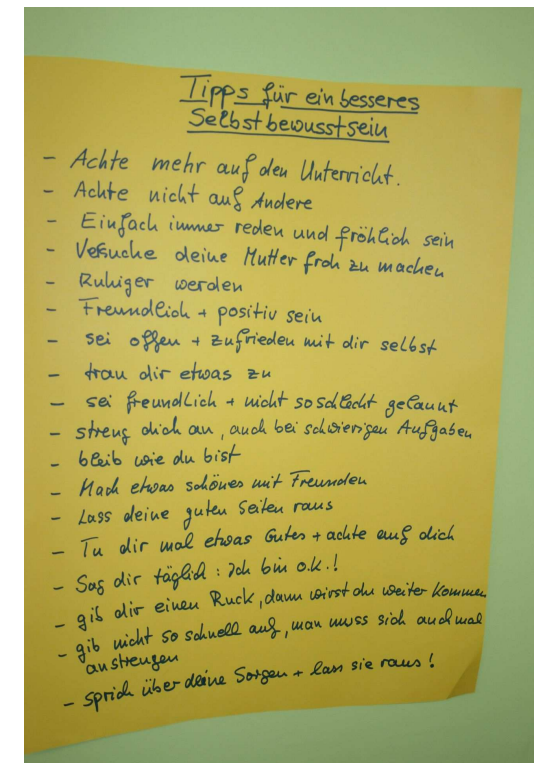 Tipps für ein besseres
Selbstbewusstsein
- Achte mehr auf den Unterricht.
- Achte nicht auf Andere
- Einfach immer reden und fröhlich sein
- Versuche deine Mutter froh zu machen
- Ruhiger werden
- Freundlich + positiv sein
- sei offen + zufrieden mit dir selbst
- trau dir etwas zu
- sei freundlich + nicht so schlecht gelaunt
- streng dich an, auch bei schwierigen Aufgaben
- bleib wie du bist
- Mach etwas schönes mit Freunden
- Lass deine guten Seiten raus
- Tu dir mal etwas Gutes + achte auf dich
- Sag dir täglich: Ich bin o.k.!
- gib dir einen Ruck, dann wirst du weiter kommen
- gib nicht so schnell auf, man muss sich auch mal
anstrengen
- sprich über deine Sorgen + lass sie raus!